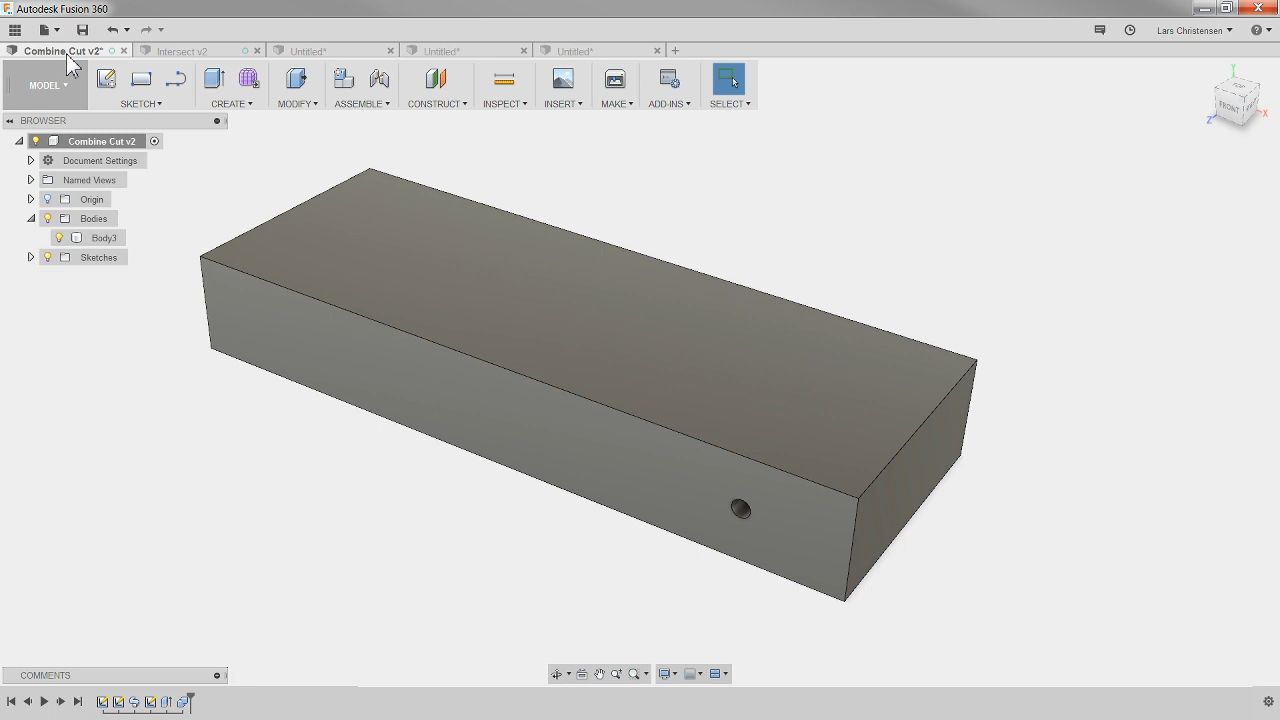 Autodesk Fusion 360
Lars Christensen
Combine Cut v2*
Intersect v2
Untitled*
Untitled*
Untitled*
MODEL
SKETCH
CREATE
MODIFY
ASSEMBLE
CONSTRUCT
INSPECT
INSERT
MAKE
ADD-INS
SELECT
BROWSER
Combine Cut v2
Document Settings
Named Views
Origin
Bodies
Body3
Sketches
Y
FRONT
Z
X
COMMENTS